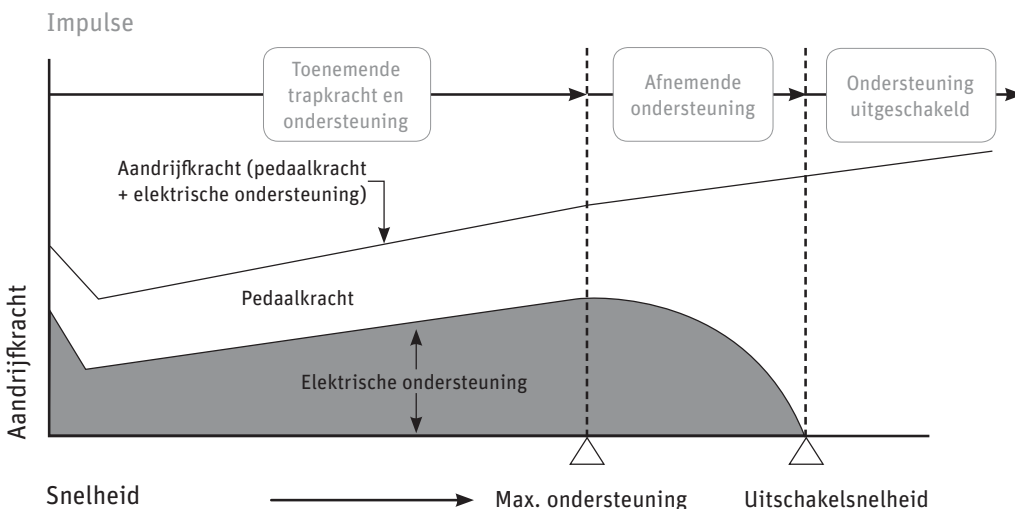 Impulse
Toenemende
trapkracht en
ondersteuning
Afnemende
ondersteuning
Ondersteuning
uitgeschakeld
Aandrijfkracht (pedaalkracht
+ elektrische ondersteuning)
Pedaalkracht
Elektrische ondersteuning
Aandrijfkracht
Snelheid
Max. ondersteuning
Uitschakelsnelheid